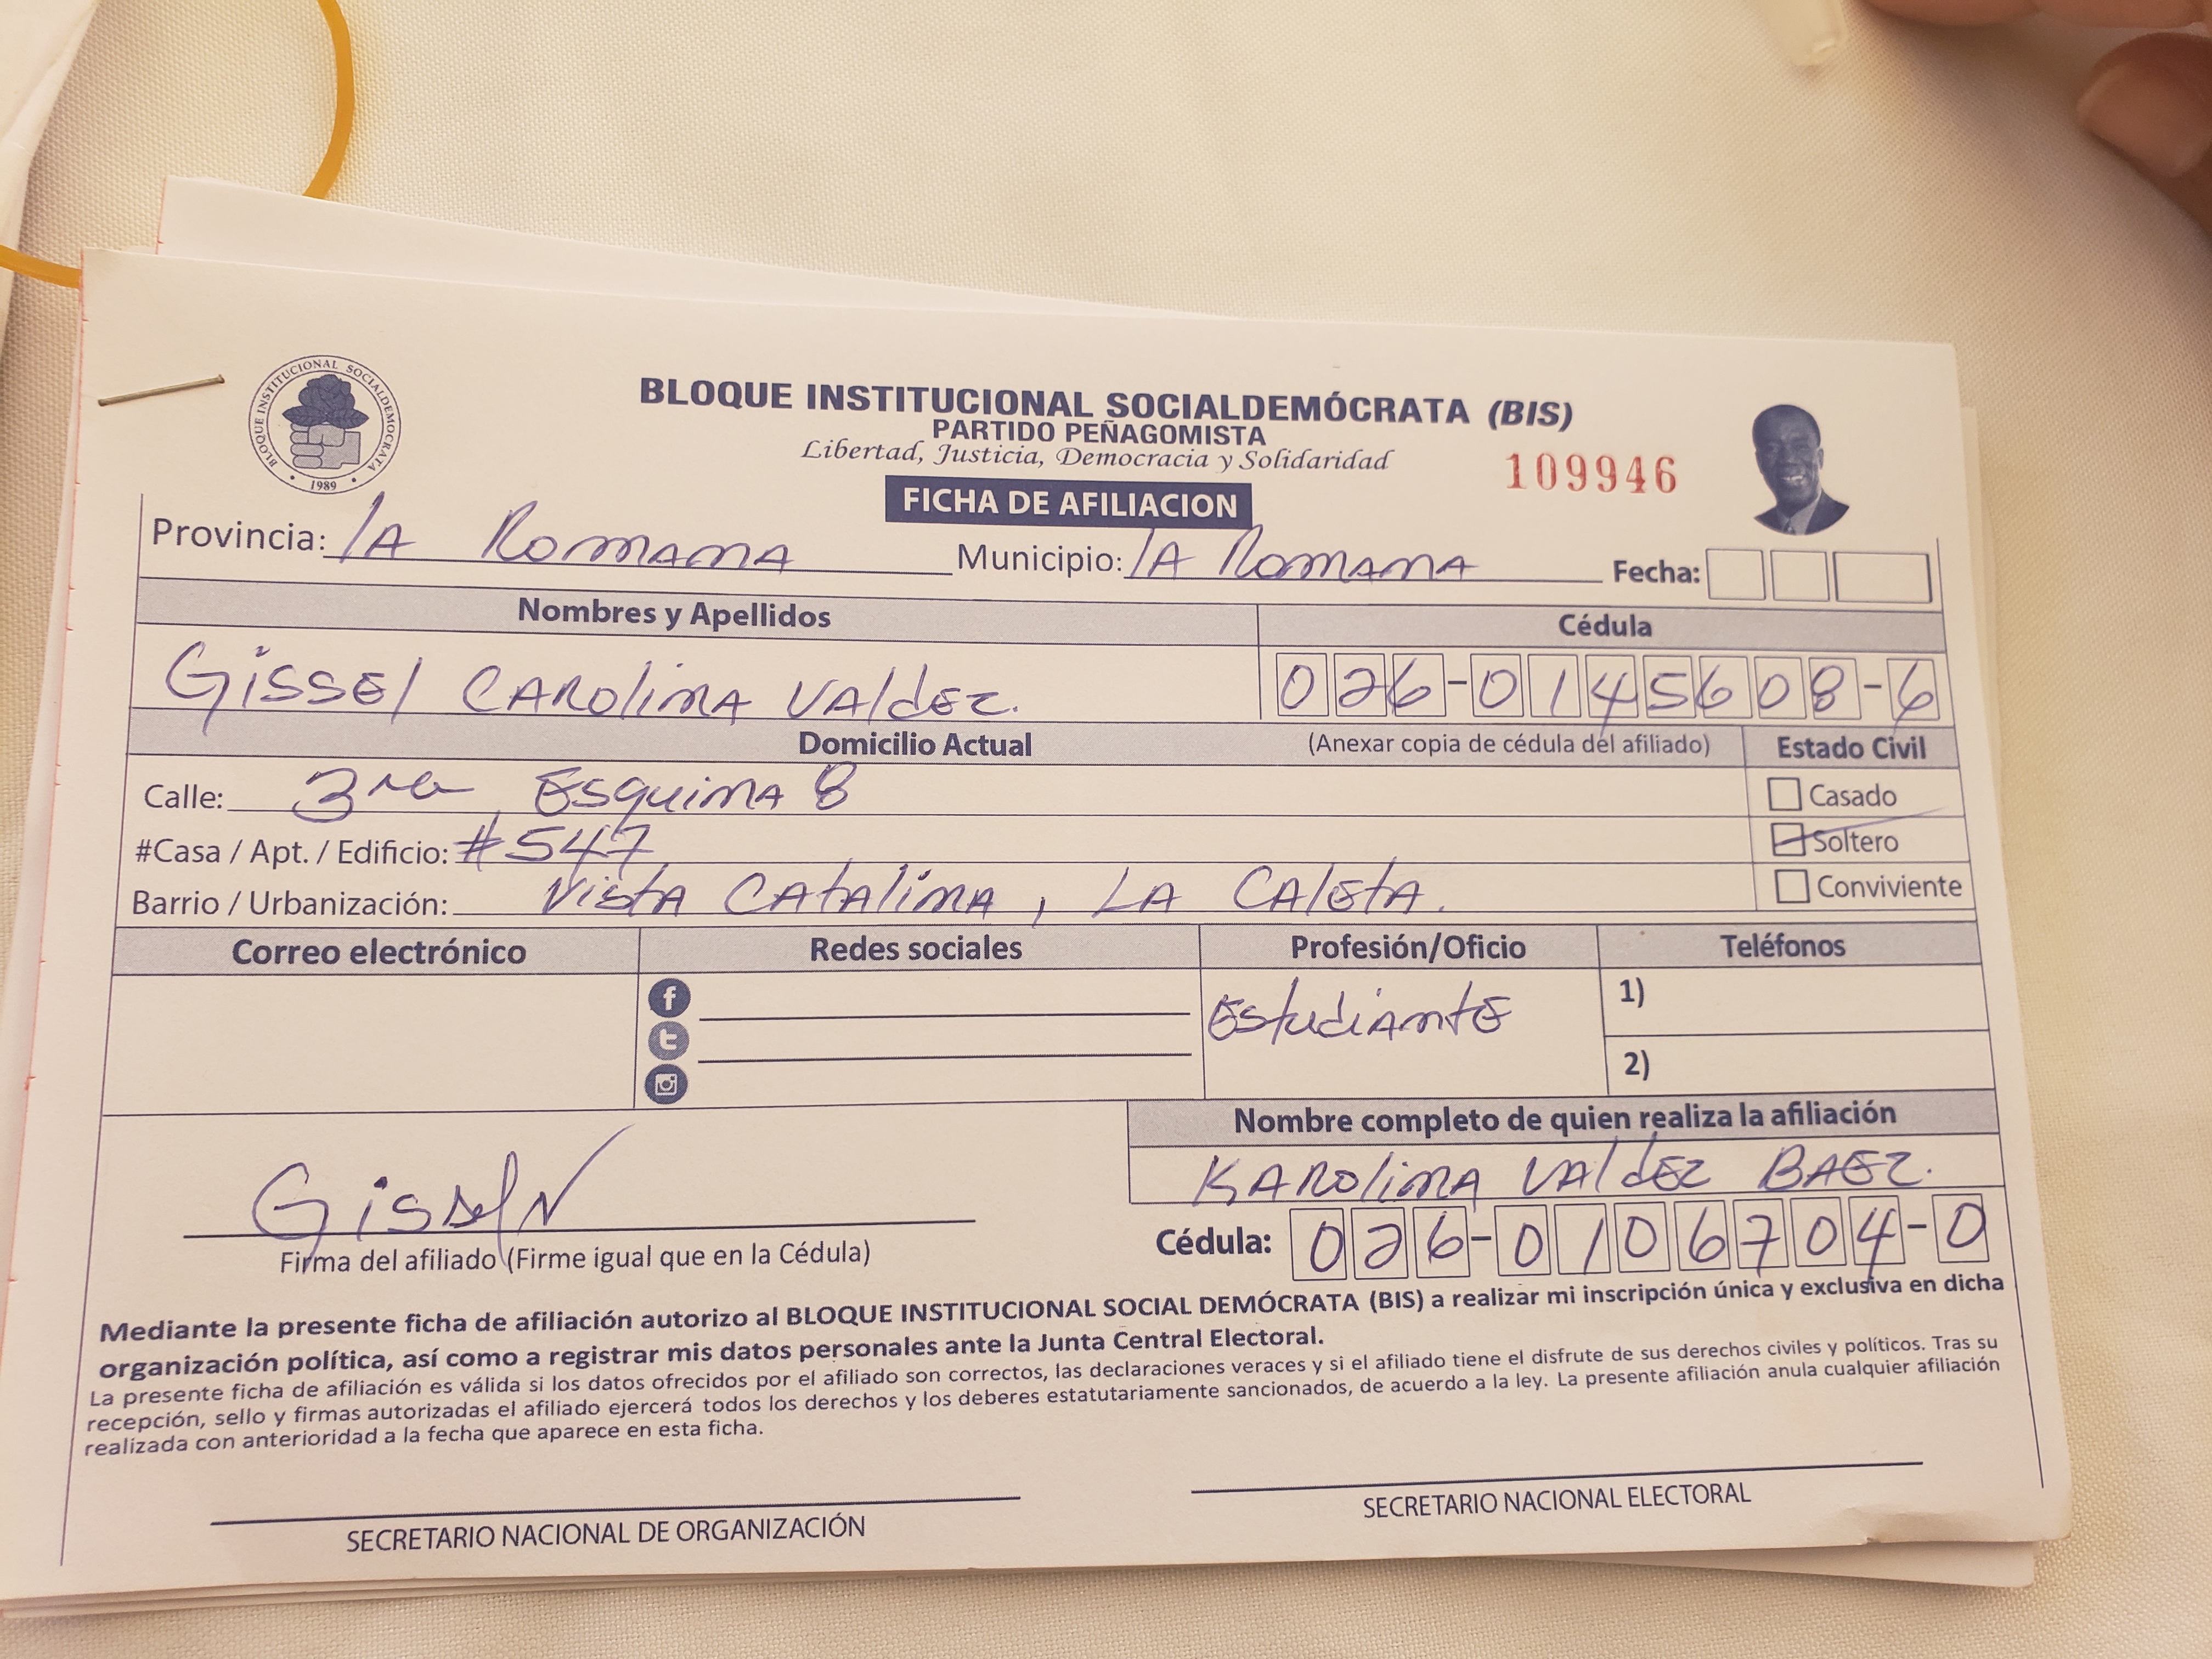 BLOQUE INSTITUCIONAL SOCIALDEMOCRATA
1989
BLOQUE INSTITUCIONAL SOCIALDEMÓCRATA (BIS)
PARTIDO PEÑAGOMISTA
Libertad, Justicia, Democracia y Solidaridad
109946
FICHA DE AFILIACION
Provincia: LA Romana Municipio: LA Romana Fecha:
Nombres y Apellidos Cédula
Gissel Carolina Valdez. 026-0145608-6
Domicilio Actual (Anexar copia de cédula del afiliado) Estado Civil
Calle: 3ra Esquina 8 Casado
#Casa / Apt. / Edificio: #547 Soltero
Barrio / Urbanización: Vista Catalina, La Caleta. Conviviente
Correo electrónico Redes sociales Profesión/Oficio Teléfonos
Estudiante 1)
2)
Nombre completo de quien realiza la afiliación
Karolina Valdez Baez.
Gissel V Cédula: 026-0106704-0
Firma del afiliado (Firme igual que en la Cédula)
Mediante la presente ficha de afiliación autorizo al BLOQUE INSTITUCIONAL SOCIAL DEMÓCRATA (BIS) a realizar mi inscripción única y exclusiva en dicha
organización política, así como a registrar mis datos personales ante la Junta Central Electoral.
La presente ficha de afiliación es válida si los datos ofrecidos por el afiliado son correctos, las declaraciones veraces y si el afiliado tiene el disfrute de sus derechos civiles y políticos. Tras su
recepción, sello y firmas autorizadas el afiliado ejercerá todos los derechos y los deberes estatutariamente sancionados, de acuerdo a la ley. La presente afiliación anula cualquier afiliación
realizada con anterioridad a la fecha que aparece en esta ficha.
SECRETARIO NACIONAL DE ORGANIZACIÓN SECRETARIO NACIONAL ELECTORAL